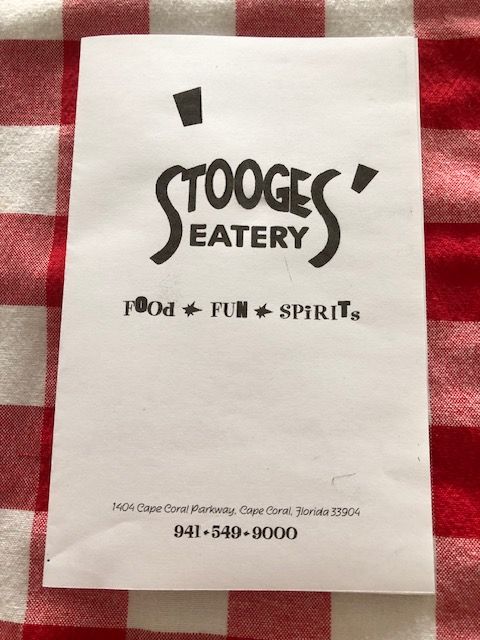 'STOOGES'
EATERY
FOOd ✶ FUN ✶ SPiRITs
1404 Cape Coral Parkway, Cape Coral, Florida 33904
941✦549✦9000